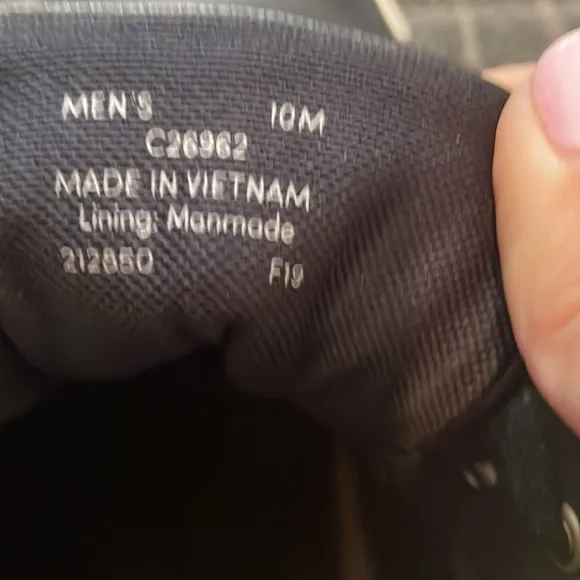 MEN'S 10M
C26962
MADE IN VIETNAM
Lining: Manmade
212850 F19